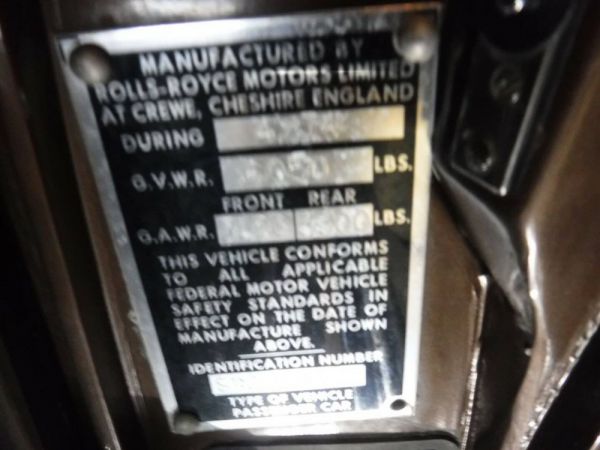 MANUFACTURED BY
ROLLS-ROYCE MOTORS LIMITED
AT CREWE, CHESHIRE ENGLAND
DURING
G.V.W.R. LBS.
FRONT REAR
G.A.W.R. LBS.
THIS VEHICLE CONFORMS
TO ALL APPLICABLE
FEDERAL MOTOR VEHICLE
SAFETY STANDARDS IN
EFFECT ON THE DATE OF
MANUFACTURE SHOWN
ABOVE.
IDENTIFICATION NUMBER
TYPE OF VEHICLE
PASSENGER CAR